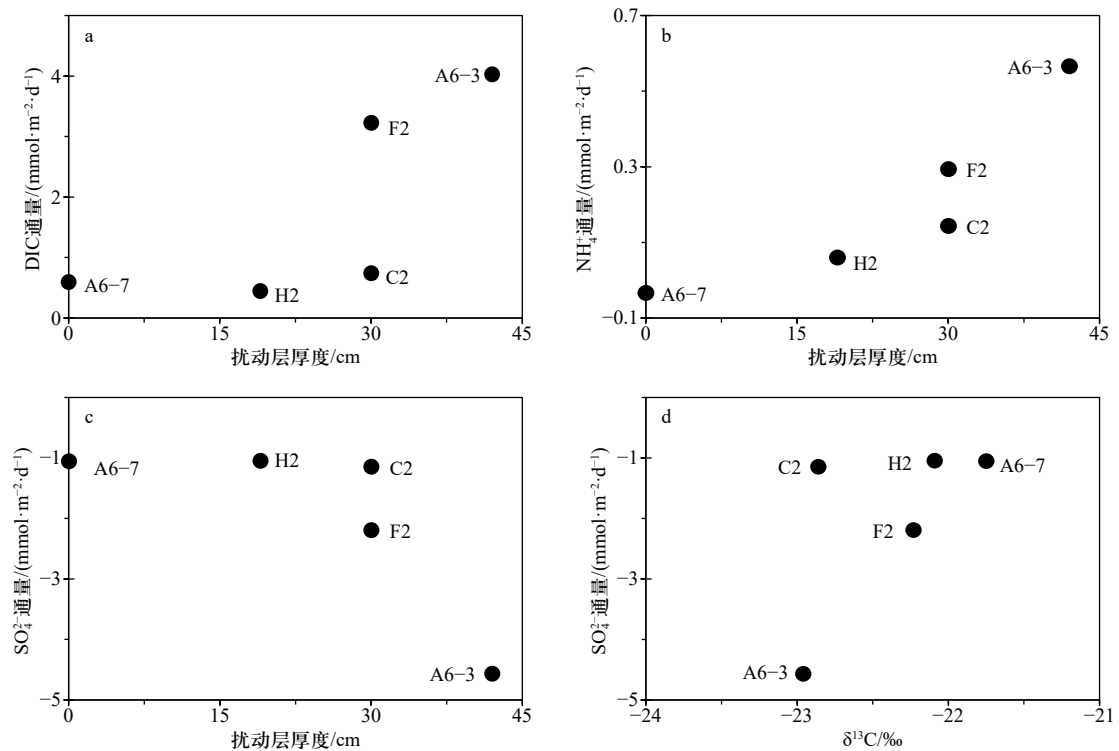 a
DIC通量/(mmol·m⁻²·d⁻¹)
4
2
0
A6−3
F2
C2
H2
A6−7
0 15 30 45
扰动层厚度/cm
b
NH₄⁺通量/(mmol·m⁻²·d⁻¹)
0.7
0.3
−0.1
A6−3
F2
C2
H2
A6−7
0 15 30 45
扰动层厚度/cm
c
SO₄²⁻通量/(mmol·m⁻²·d⁻¹)
−1
−3
−5
A6−7
H2
C2
F2
A6−3
0 15 30 45
扰动层厚度/cm
d
SO₄²⁻通量/(mmol·m⁻²·d⁻¹)
−1
−3
−5
C2
H2
A6−7
F2
A6−3
−24 −23 −22 −21
δ¹³C/‰